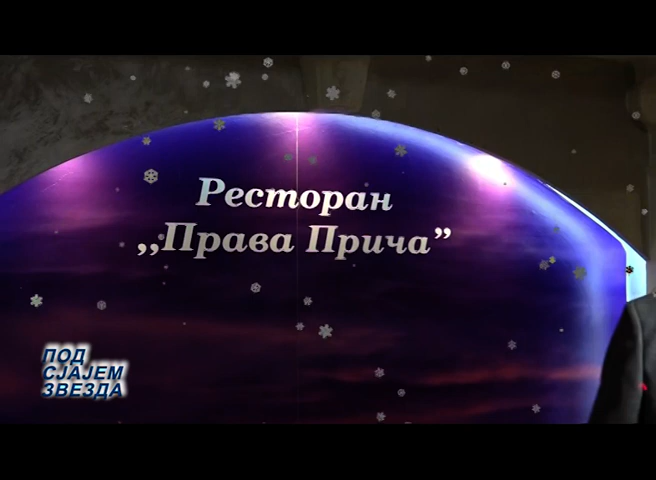 Ресторан
,,Права Прича”
ПОД
СЈАЈЕМ
ЗВЕЗДА